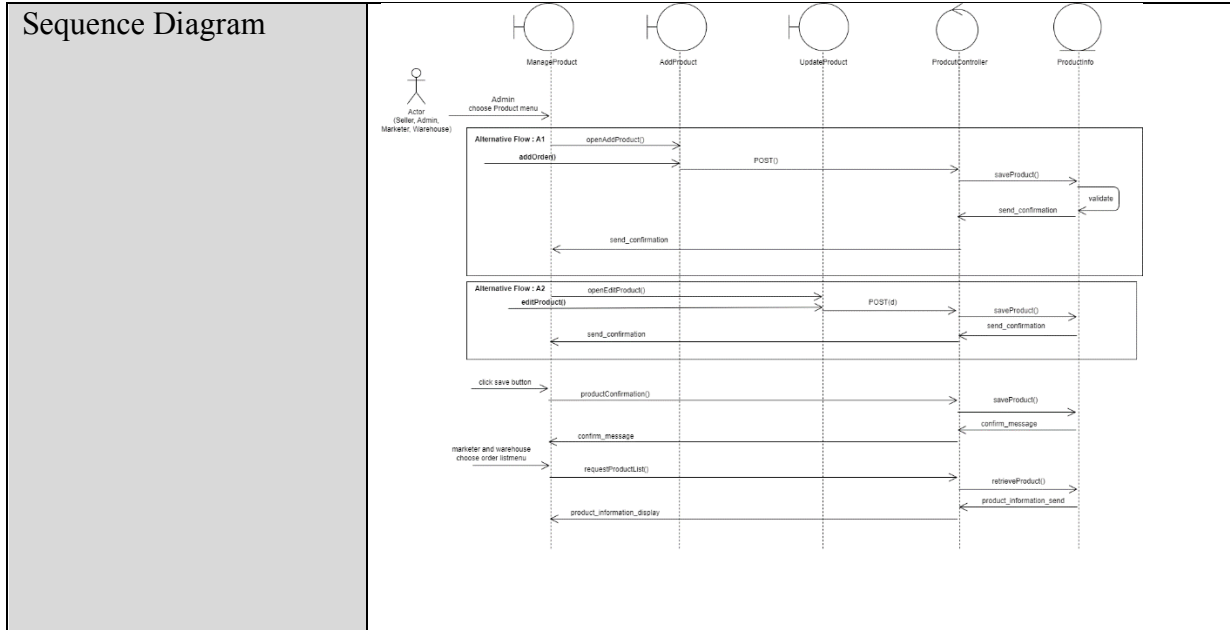 Sequence Diagram
ManageProduct
AddProduct
UpdateProduct
ProdcutController
ProductInfo
Actor
(Seller, Admin,
Marketer, Warehouse)
Admin
choose Product menu
Alternative Flow : A1
openAddProduct()
addOrder()
POST()
saveProduct()
validate
send_confirmation
send_confirmation
Alternative Flow : A2
openEditProduct()
editProduct()
POST(d)
saveProduct()
send_confirmation
send_confirmation
click save button
productConfirmation()
saveProduct()
confirm_message
confirm_message
marketer and warehouse
choose order listmenu
requestProductList()
retrieveProduct()
product_information_send
product_information_display